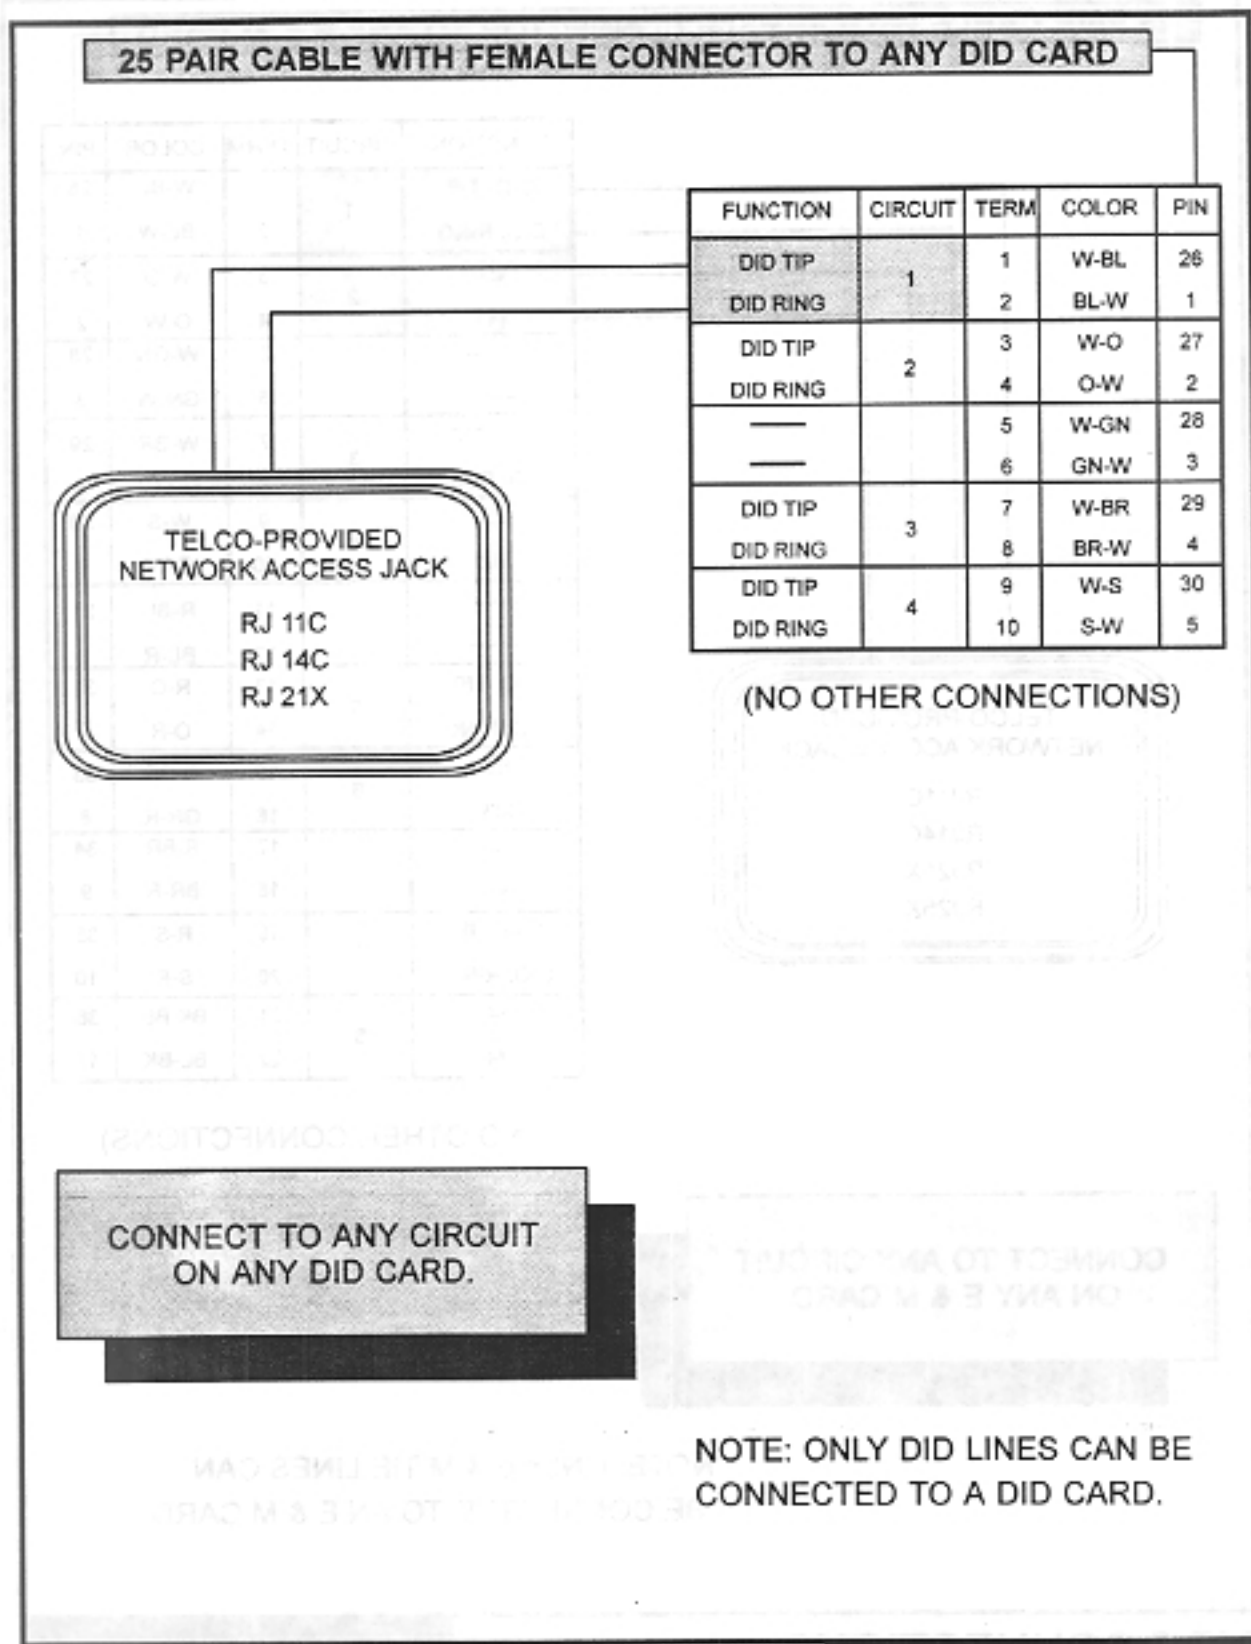 25 PAIR CABLE WITH FEMALE CONNECTOR TO ANY DID CARD
FUNCTION CIRCUIT TERM COLOR PIN
DID TIP 1 1 W-BL 26
DID RING 2 BL-W 1
DID TIP 2 3 W-O 27
DID RING 4 O-W 2
— 5 W-GN 28
— 6 GN-W 3
DID TIP 3 7 W-BR 29
DID RING 8 BR-W 4
DID TIP 4 9 W-S 30
DID RING 10 S-W 5
(NO OTHER CONNECTIONS)
TELCO-PROVIDED
NETWORK ACCESS JACK
RJ 11C
RJ 14C
RJ 21X
CONNECT TO ANY CIRCUIT
ON ANY DID CARD.
NOTE: ONLY DID LINES CAN BE
CONNECTED TO A DID CARD.